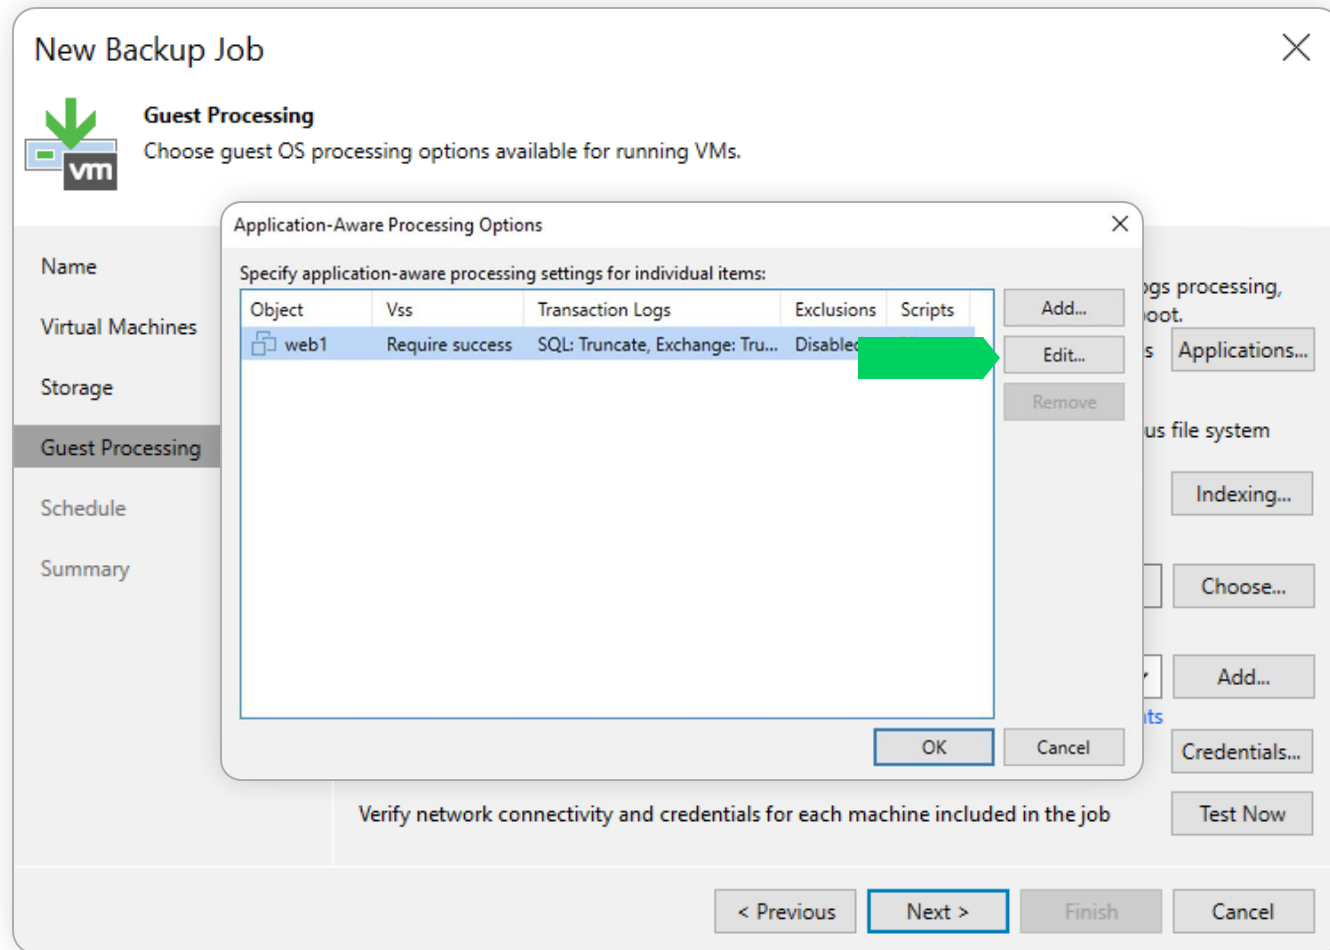 New Backup Job
Guest Processing
Choose guest OS processing options available for running VMs.
vm
Application-Aware Processing Options
Specify application-aware processing settings for individual items:
Object Vss Transaction Logs Exclusions Scripts
web1 Require success SQL: Truncate, Exchange: Tru... Disabled
Add...
Edit...
Remove
OK Cancel
Name
Virtual Machines
Storage
Guest Processing
Schedule
Summary
processing,
Applications...
file system
Indexing...
Choose...
Add...
Credentials...
Verify network connectivity and credentials for each machine included in the job
Test Now
< Previous Next > Finish Cancel